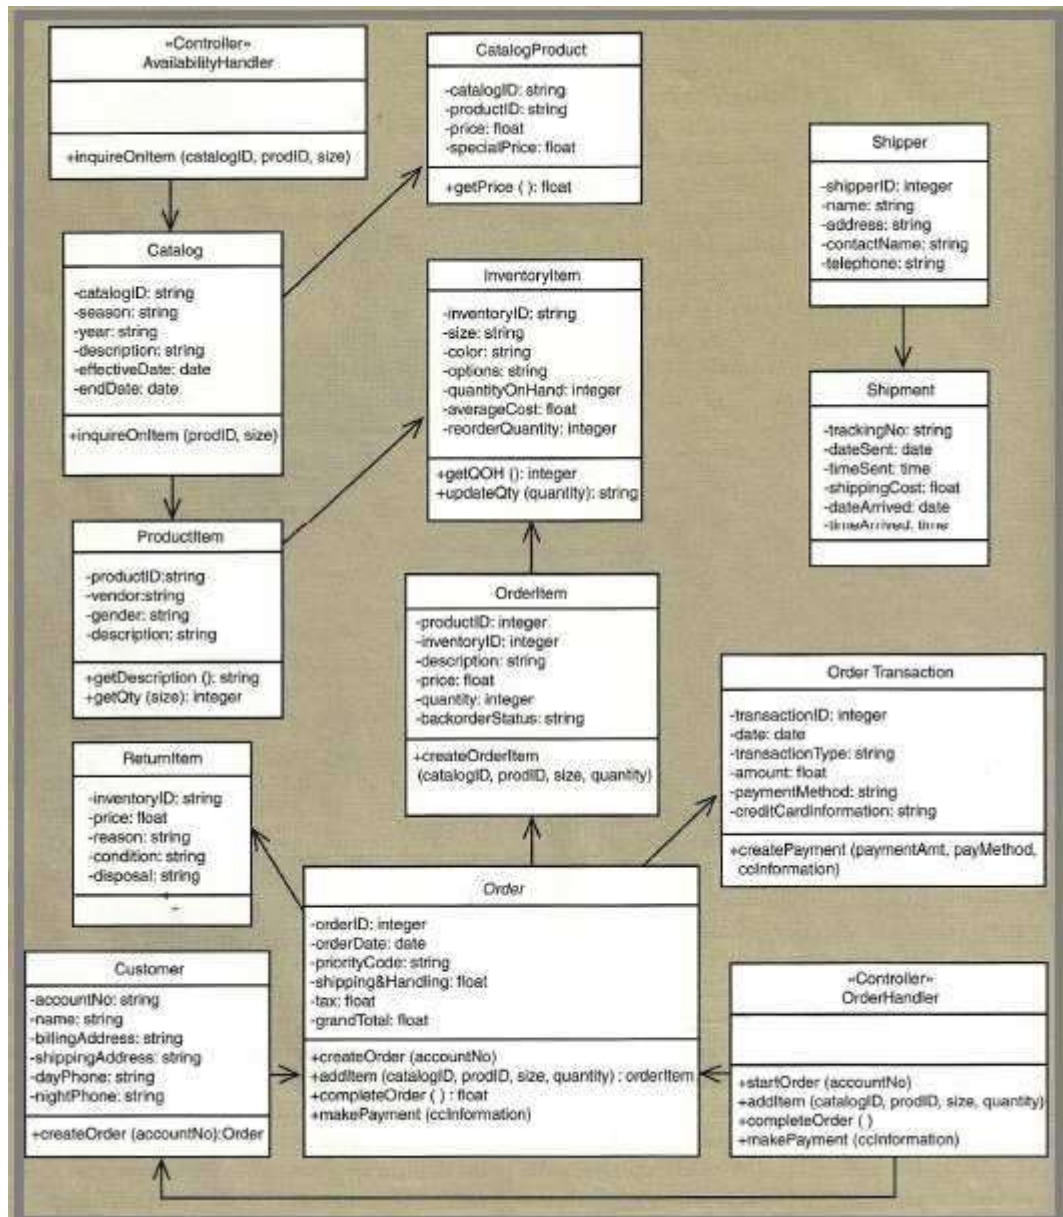 «Controller»
AvailabilityHandler
+inquireOnItem (catalogID, prodID, size)
CatalogProduct
-catalogID: string
-productID: string
-price: float
-specialPrice: float
+getPrice ( ): float
Shipper
-shipperID: integer
-name: string
-address: string
-contactName: string
-telephone: string
Catalog
-catalogID: string
-season: string
-year: string
-description: string
-effectiveDate: date
-endDate: date
+inquireOnItem (prodID, size)
InventoryItem
-inventoryID: string
-size: string
-color: string
-options: string
-quantityOnHand: integer
-averageCost: float
-reorderQuantity: integer
+getQOH (): integer
+updateQty (quantity): string
Shipment
-trackingNo: string
-dateSent: date
-timeSent: time
-shippingCost: float
-dateArrived: date
-timeArrived: time
ProductItem
-productID:string
-vendor:string
-gender: string
-description: string
+getDescription (): string
+getQty (size): integer
OrderItem
-productID: integer
-inventoryID: integer
-description: string
-price: float
-quantity: integer
-backorderStatus: string
+createOrderItem
(catalogID, prodID, size, quantity)
Order Transaction
-transactionID: integer
-date: date
-transactionType: string
-amount: float
-paymentMethod: string
-creditCardInformation: string
+createPayment (paymentAmt, payMethod,
ccInformation)
ReturnItem
-inventoryID: string
-price: float
-reason: string
-condition: string
-disposal: string
Order
-orderID: integer
-orderDate: date
-priorityCode: string
-shipping&Handling: float
-tax: float
-grandTotal: float
+createOrder (accountNo)
+addItem (catalogID, prodID, size, quantity) : orderItem
+completeOrder ( ) : float
+makePayment (ccInformation)
Customer
-accountNo: string
-name: string
-billingAddress: string
-shippingAddress: string
-dayPhone: string
-nightPhone: string
+createOrder (accountNo):Order
«Controller»
OrderHandler
+startOrder (accountNo)
+addItem (catalogID, prodID, size, quantity)
+completeOrder ( )
+makePayment (ccInformation)